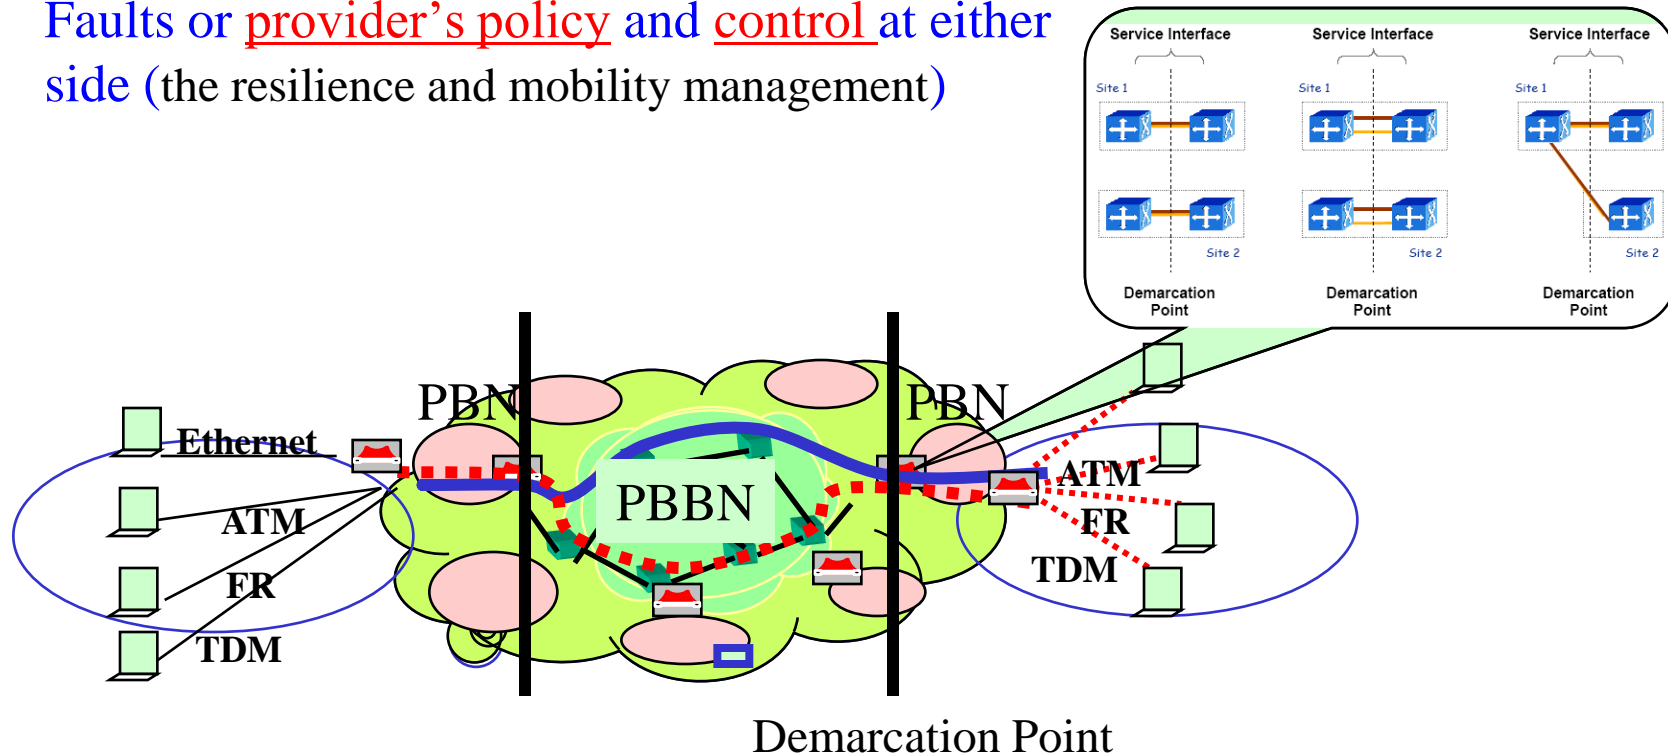 Faults or provider’s policy and control at either
side (the resilience and mobility management)
Service Interface
Service Interface
Service Interface
Site 1
Site 1
Site 1
Site 2
Site 2
Site 2
Demarcation
Point
Demarcation
Point
Demarcation
Point
PBN
PBN
Ethernet
ATM
FR
TDM
PBBN
ATM
FR
TDM
Demarcation Point